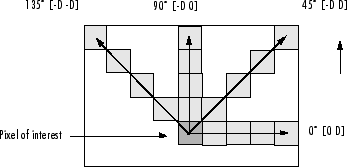 135° [-D -D]
90° [-D 0]
45° [-D D]
0° [0 D]
Pixel of interest